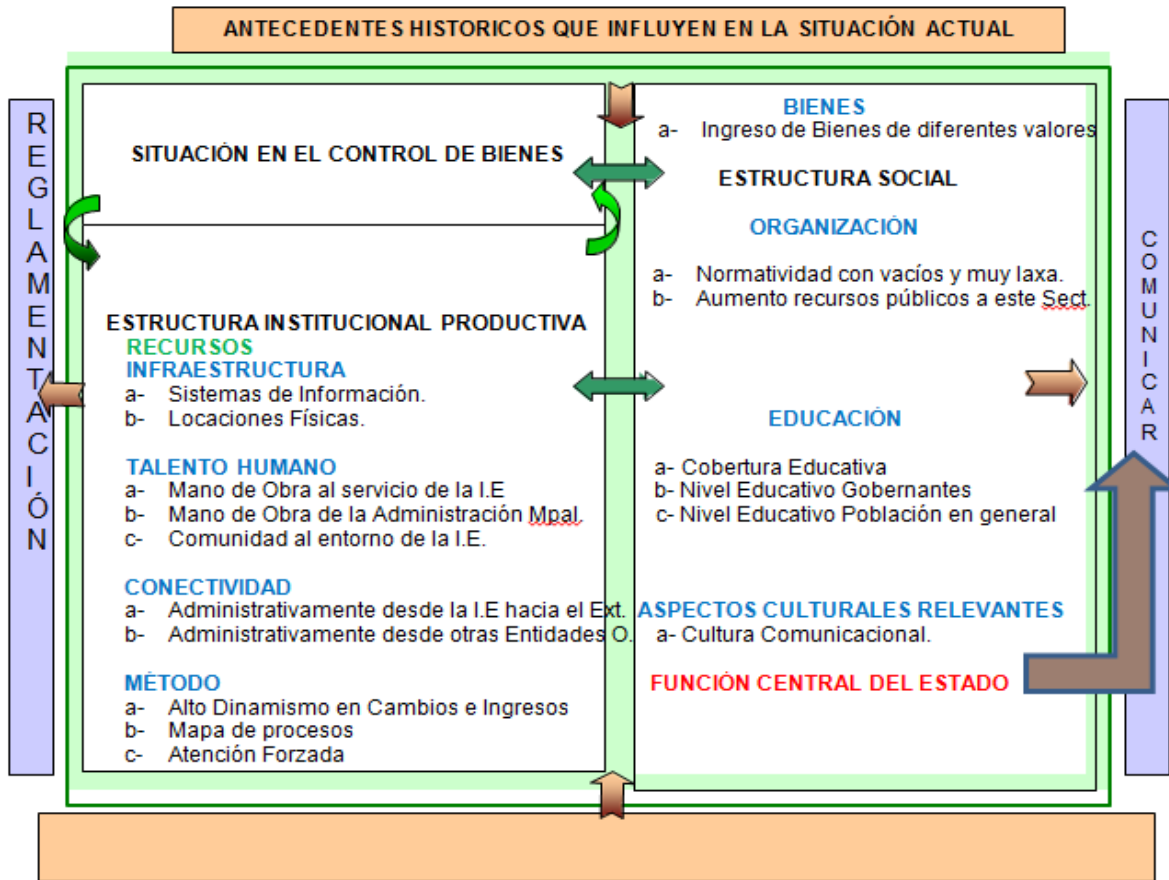 ANTECEDENTES HISTORICOS QUE INFLUYEN EN LA SITUACIÓN ACTUAL
REGLAMENTACIÓN
SITUACIÓN EN EL CONTROL DE BIENES
ESTRUCTURA INSTITUCIONAL PRODUCTIVA
RECURSOS
INFRAESTRUCTURA
a- Sistemas de Información.
b- Locaciones Físicas.
TALENTO HUMANO
a- Mano de Obra al servicio de la I.E
b- Mano de Obra de la Administración Mpal.
c- Comunidad al entorno de la I.E.
CONECTIVIDAD
a- Administrativamente desde la I.E hacia el Ext.
b- Administrativamente desde otras Entidades O.
MÉTODO
a- Alto Dinamismo en Cambios e Ingresos
b- Mapa de procesos
c- Atención Forzada
BIENES
a- Ingreso de Bienes de diferentes valores
ESTRUCTURA SOCIAL
ORGANIZACIÓN
a- Normatividad con vacíos y muy laxa.
b- Aumento recursos públicos a este Sect.
EDUCACIÓN
a- Cobertura Educativa
b- Nivel Educativo Gobernantes
c- Nivel Educativo Población en general
ASPECTOS CULTURALES RELEVANTES
a- Cultura Comunicacional.
FUNCIÓN CENTRAL DEL ESTADO
COMUNICAR